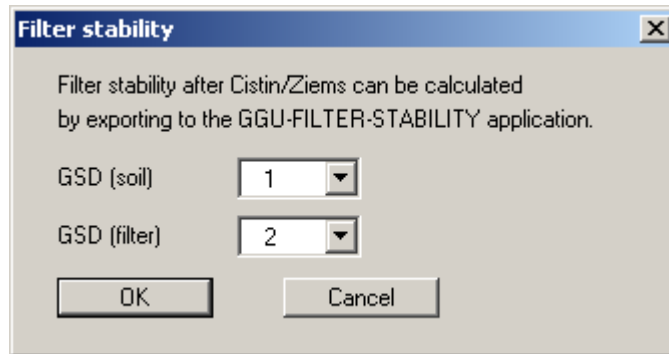 Filter stability
Filter stability after Cistin/Ziems can be calculated
by exporting to the GGU-FILTER-STABILITY application.
GSD (soil) 1
GSD (filter) 2
OK Cancel